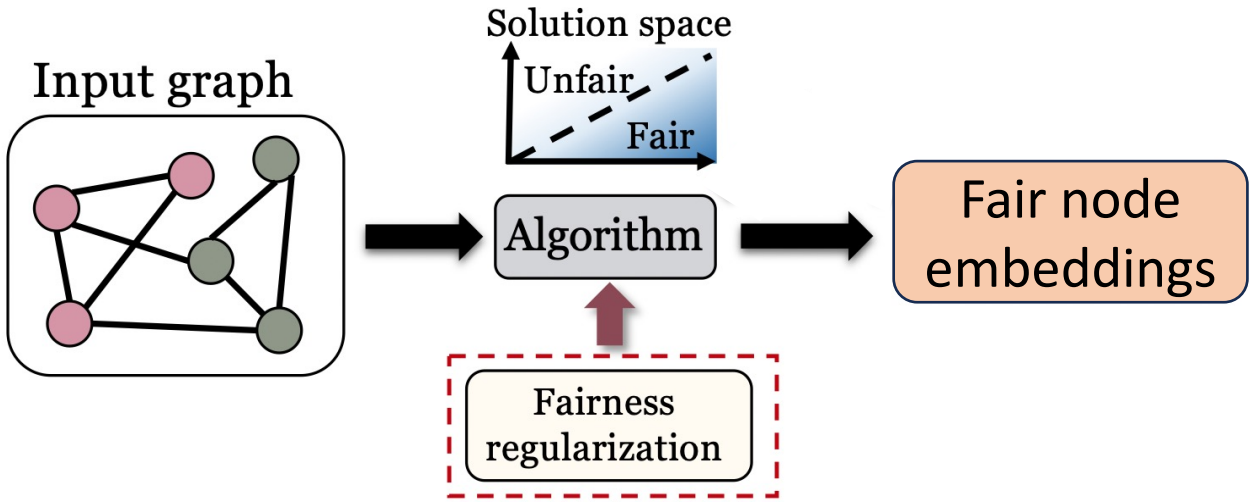 Input graph
Solution space
Unfair
Fair
Algorithm
Fairness
regularization
Fair node
embeddings